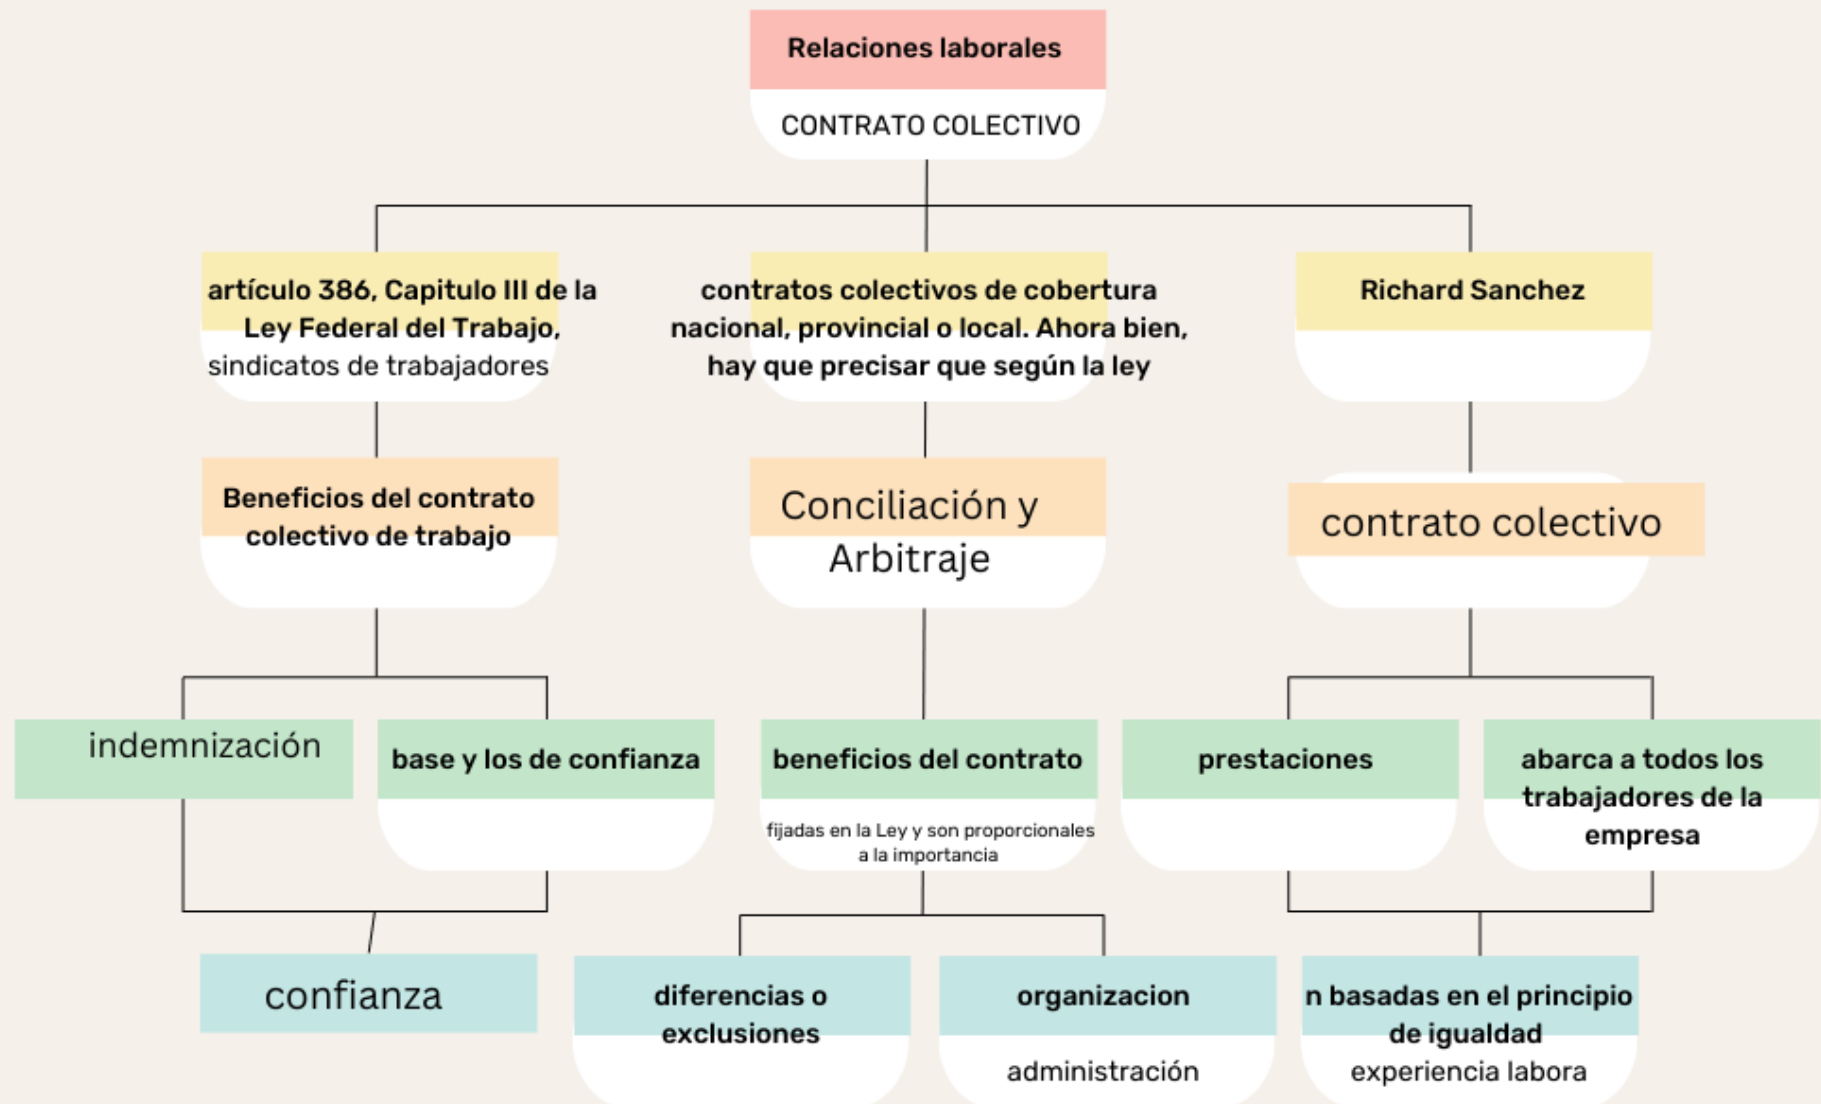 Relaciones laborales
CONTRATO COLECTIVO
artículo 386, Capitulo III de la
Ley Federal del Trabajo,
sindicatos de trabajadores
contratos colectivos de cobertura
nacional, provincial o local. Ahora bien,
hay que precisar que según la ley
Richard Sanchez
Beneficios del contrato
colectivo de trabajo
Conciliación y
Arbitraje
contrato colectivo
indemnización
base y los de confianza
beneficios del contrato
fijadas en la Ley y son proporcionales
a la importancia
prestaciones
abarca a todos los
trabajadores de la
empresa
confianza
diferencias o
exclusiones
organizacion
administración
n basadas en el principio
de igualdad
experiencia labora